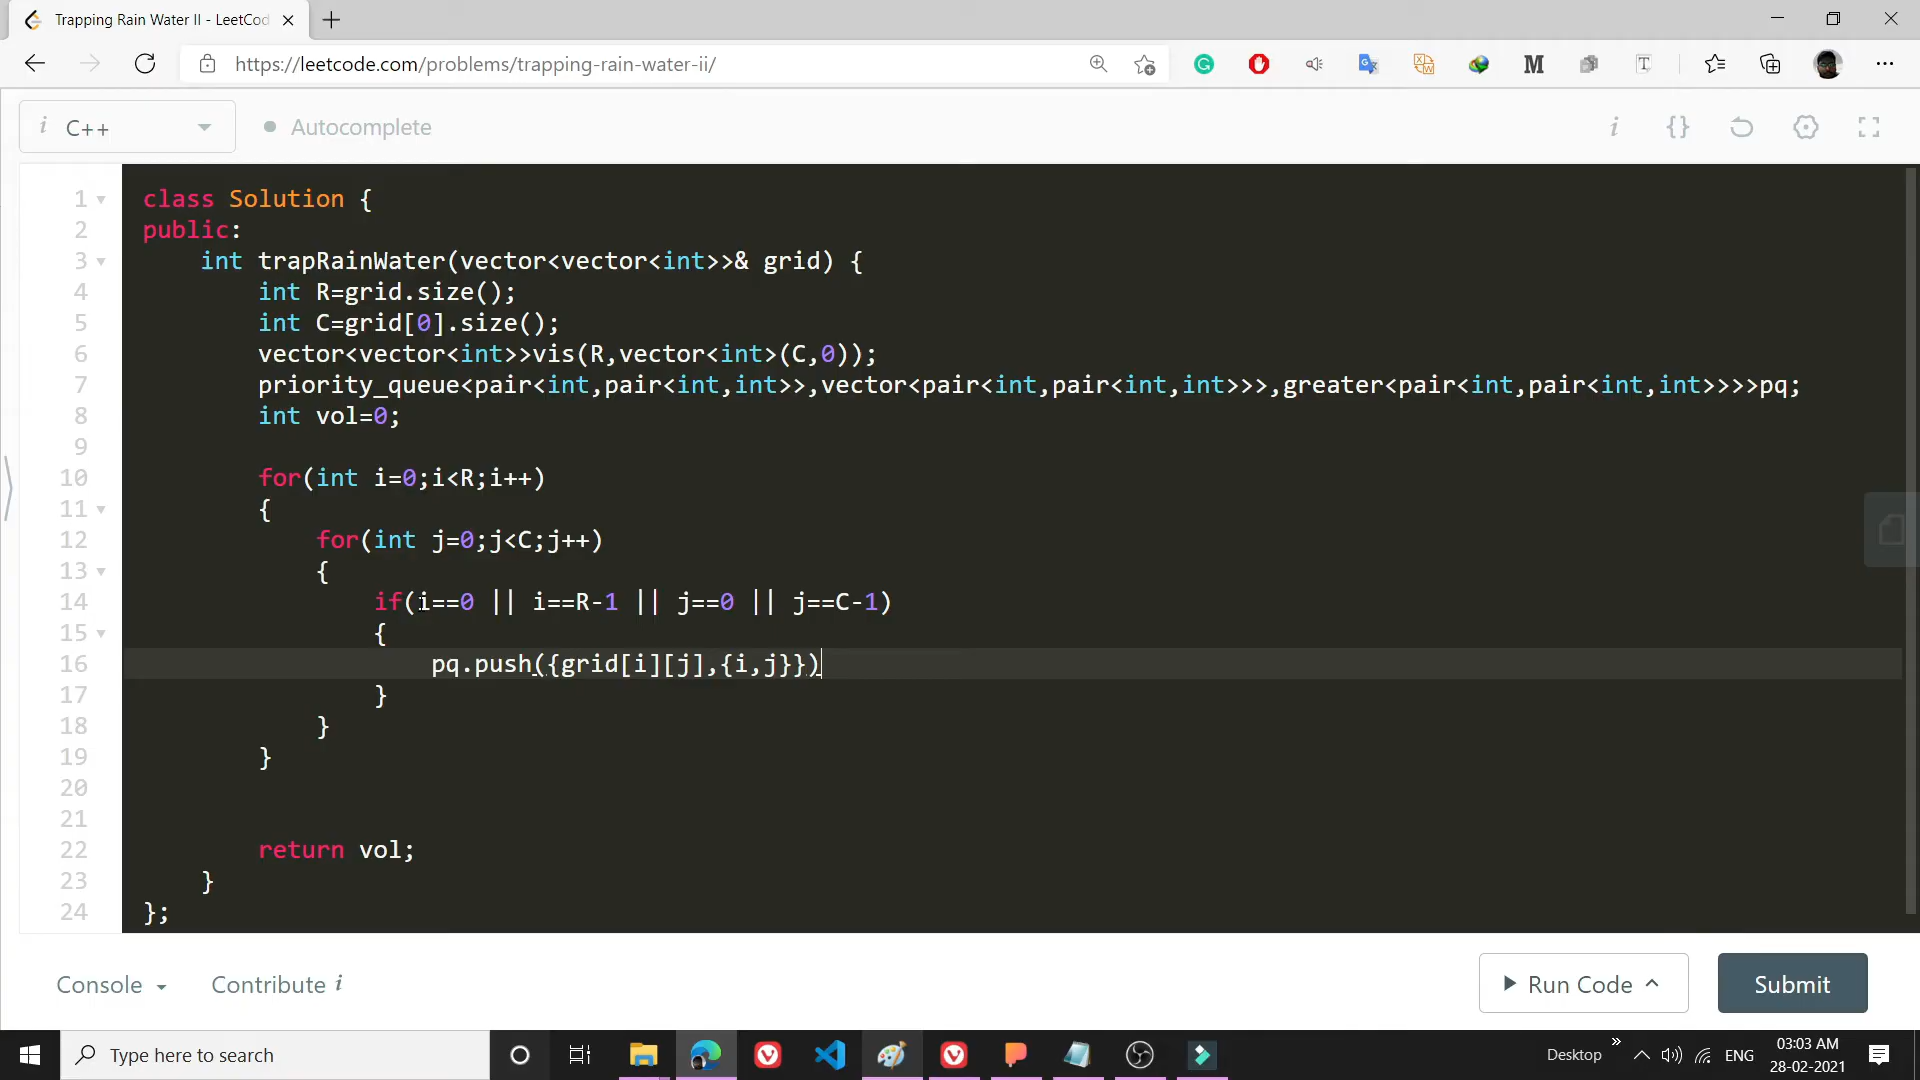 Trapping Rain Water II - LeetCod
https://leetcode.com/problems/trapping-rain-water-ii/
i C++
Autocomplete
1 class Solution {
2 public:
3 int trapRainWater(vector<vector<int>>& grid) {
4 int R=grid.size();
5 int C=grid[0].size();
6 vector<vector<int>>vis(R,vector<int>(C,0));
7 priority_queue<pair<int,pair<int,int>>,vector<pair<int,pair<int,int>>>,greater<pair<int,pair<int,int>>>>pq;
8 int vol=0;
9
10 for(int i=0;i<R;i++)
11 {
12 for(int j=0;j<C;j++)
13 {
14 if(i==0 || i==R-1 || j==0 || j==C-1)
15 {
16 pq.push({grid[i][j],{i,j}})
17 }
18 }
19 }
20
21
22 return vol;
23 }
24 };
Console
Contribute i
Run Code
Submit
Type here to search
Desktop
ENG
03:03 AM
28-02-2021